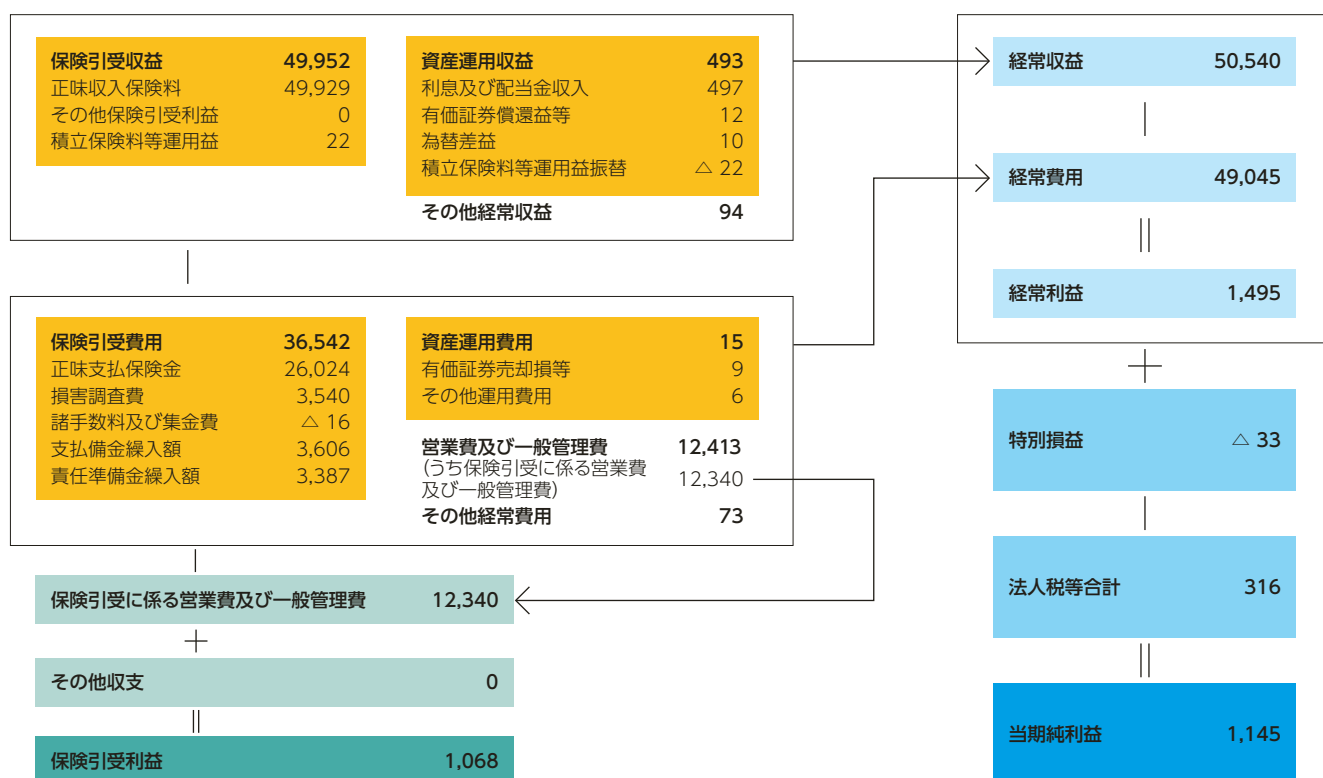 保険引受収益 49,952
正味収入保険料 49,929
その他保険引受利益 0
積立保険料等運用益 22
資産運用収益 493
利息及び配当金収入 497
有価証券償還益等 12
為替差益 10
積立保険料等運用益振替 △ 22
その他経常収益 94
保険引受費用 36,542
正味支払保険金 26,024
損害調査費 3,540
諸手数料及び集金費 △ 16
支払備金繰入額 3,606
責任準備金繰入額 3,387
資産運用費用 15
有価証券売却損等 9
その他運用費用 6
営業費及び一般管理費 12,413
(うち保険引受に係る営業費
及び一般管理費) 12,340
その他経常費用 73
保険引受に係る営業費及び一般管理費 12,340
＋
その他収支 0
保険引受利益 1,068
経常収益 50,540
経常費用 49,045
経常利益 1,495
＋
特別損益 △ 33
法人税等合計 316
当期純利益 1,145